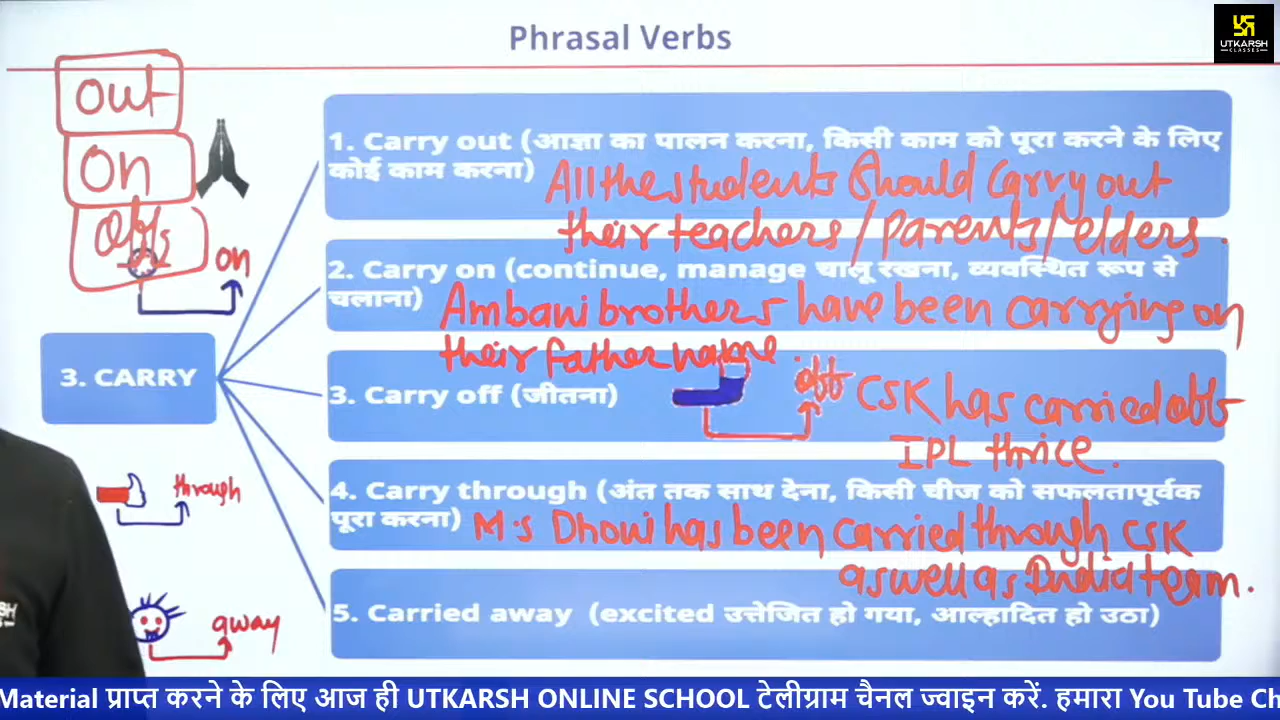 Phrasal Verbs
UTKARSH
CLASSES
out
on
on
1. Carry out (आज्ञा का पालन करना, किसी काम को पूरा करने के लिए
कोई काम करना)
All the students should carry out
their teachers / parents / elders.
2. Carry on (continue, manage चालू रखना, व्यवस्थित रूप से
चलाना)
Ambani brothers have been carrying on
their father name.
3. CARRY
3. Carry off (जीतना)
off
CSK has carried off
IPL thrice.
through
4. Carry through (अंत तक साथ देना, किसी चीज को सफलतापूर्वक
पूरा करना)
M.s Dhoni has been carried through CSK
as well as India team.
away
5. Carried away (excited उत्तेजित हो गया, आल्हादित हो उठा)
Material प्राप्त करने के लिए आज ही UTKARSH ONLINE SCHOOL टेलीग्राम चैनल ज्वाइन करें. हमारा You Tube Ch